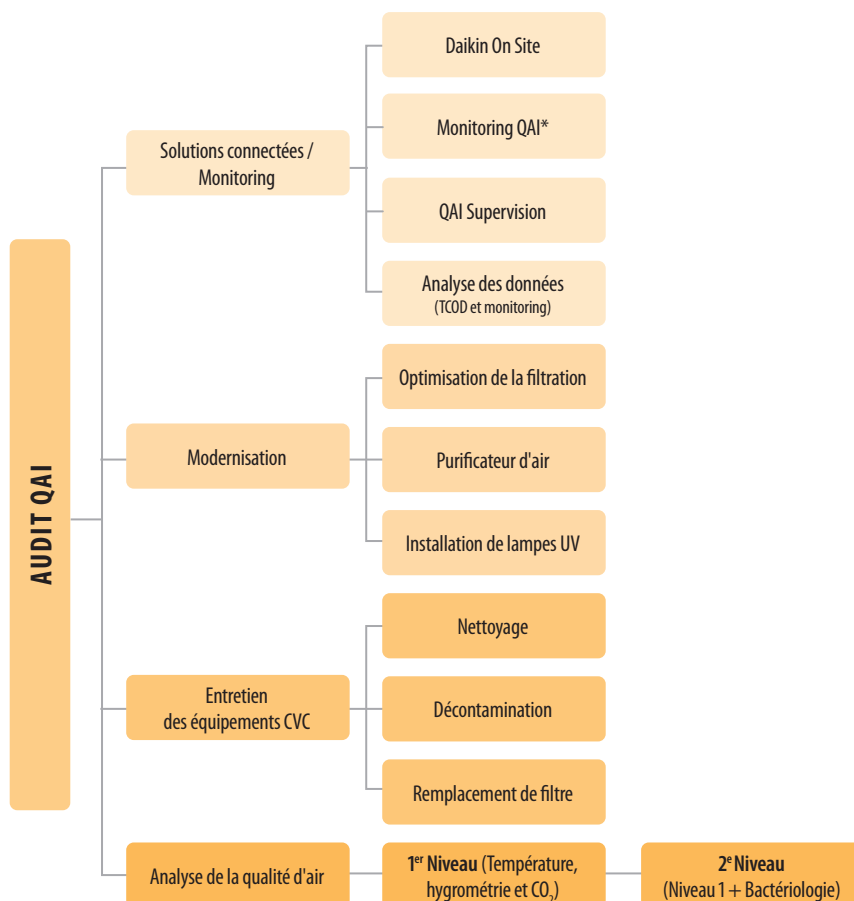 AUDIT QAI
Solutions connectées /
Monitoring
Daikin On Site
Monitoring QAI*
QAI Supervision
Analyse des données
(TCOD et monitoring)
Modernisation
Optimisation de la filtration
Purificateur d'air
Installation de lampes UV
Entretien
des équipements CVC
Nettoyage
Décontamination
Remplacement de filtre
Analyse de la qualité d'air
1er Niveau (Température,
hygrométrie et CO₂)
2e Niveau
(Niveau 1 + Bactériologie)